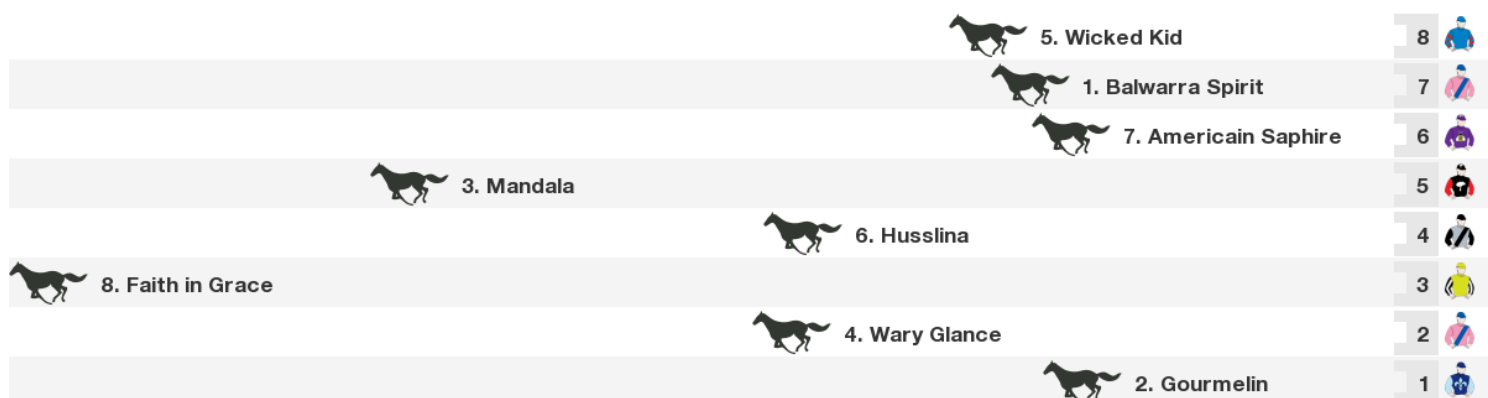 5. Wicked Kid 8
1. Balwarra Spirit 7
7. Americain Saphire 6
3. Mandala 5
6. Husslina 4
8. Faith in Grace 3
4. Wary Glance 2
2. Gourmelin 1